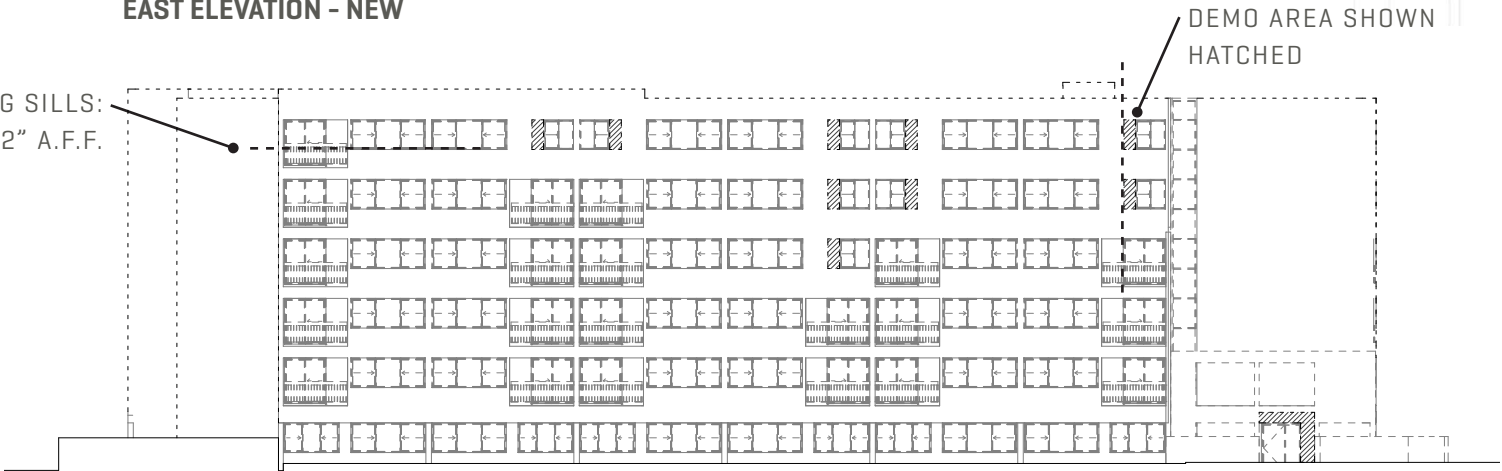 EAST ELEVATION - NEW
DEMO AREA SHOWN
HATCHED
G SILLS:
2" A.F.F.